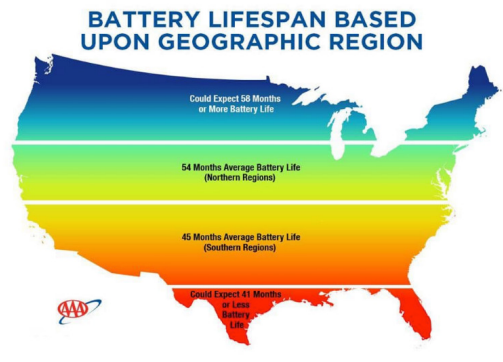 BATTERY LIFESPAN BASED
UPON GEOGRAPHIC REGION
Could Expect 58 Months
or More Battery Life
54 Months Average Battery Life
(Northern Regions)
45 Months Average Battery Life
(Southern Regions)
Could Expect 41 Months
or Less
Battery
Life
AAA